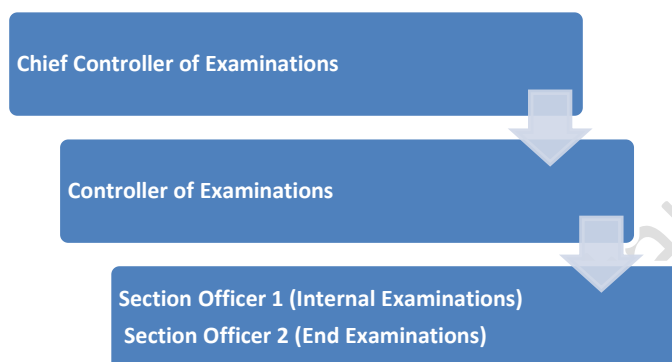 Chief Controller of Examinations
Controller of Examinations
Section Officer 1 (Internal Examinations)
Section Officer 2 (End Examinations)